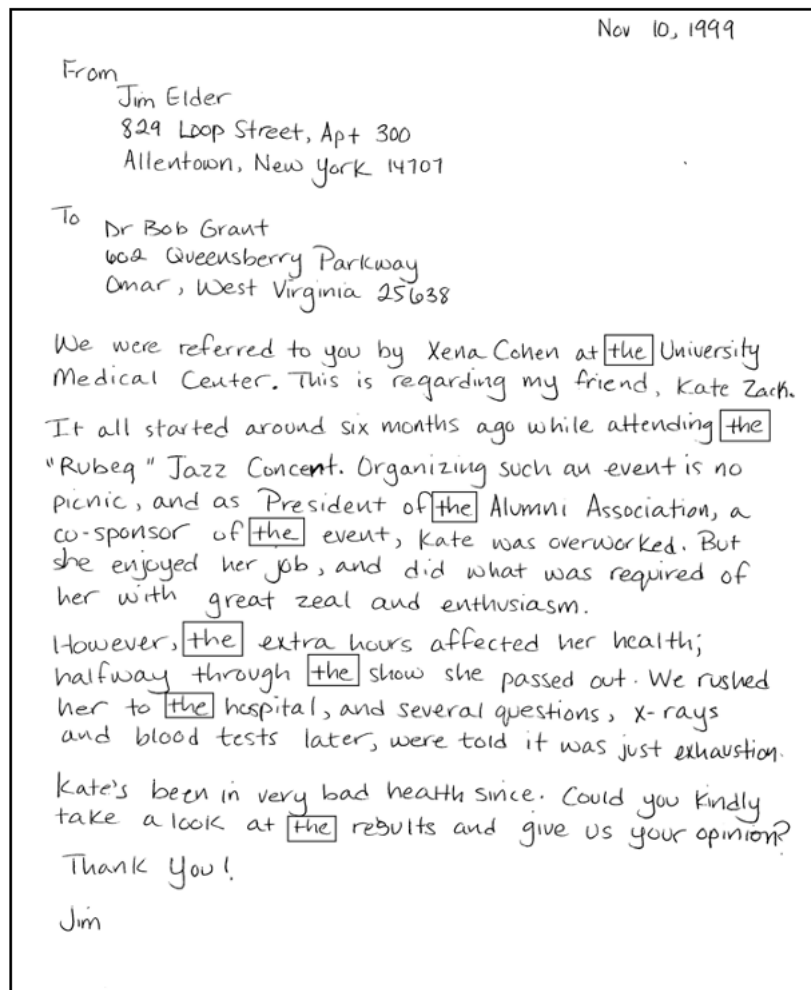 Nov 10, 1999
From
Jim Elder
829 Loop Street, Apt 300
Allentown, New York 14707
To
Dr Bob Grant
602 Queensberry Parkway
Omar, West Virginia 25638
We were referred to you by Xena Cohen at the University
Medical Center. This is regarding my friend, Kate Zack.
It all started around six months ago while attending the
"Rubeq" Jazz Concert. Organizing such an event is no
picnic, and as President of the Alumni Association, a
co-sponsor of the event, Kate was overworked. But
she enjoyed her job, and did what was required of
her with great zeal and enthusiasm.
However, the extra hours affected her health;
halfway through the show she passed out. We rushed
her to the hospital, and several questions, x-rays
and blood tests later, were told it was just exhaustion.
Kate's been in very bad health since. Could you kindly
take a look at the results and give us your opinion?
Thank You!
Jim